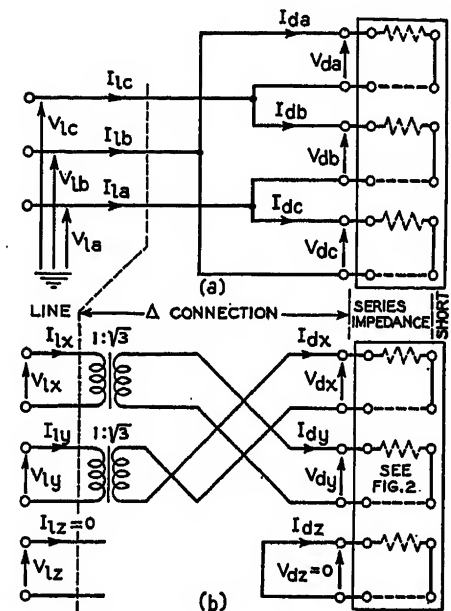 Ida
Vda
Ilc
Idb
Vlc
Ilb
Vdb
Vlb
Ila
Idc
Vla
Vdc
(a)
LINE
Δ CONNECTION
SERIES IMPEDANCE
SHORT
Ilx
1:√3
Idx
Vlx
Vdx
Ily
1:√3
Idy
Vly
Vdy
SEE FIG.2.
Ilz=0
Idz
Vlz
Vdz=0
(b)